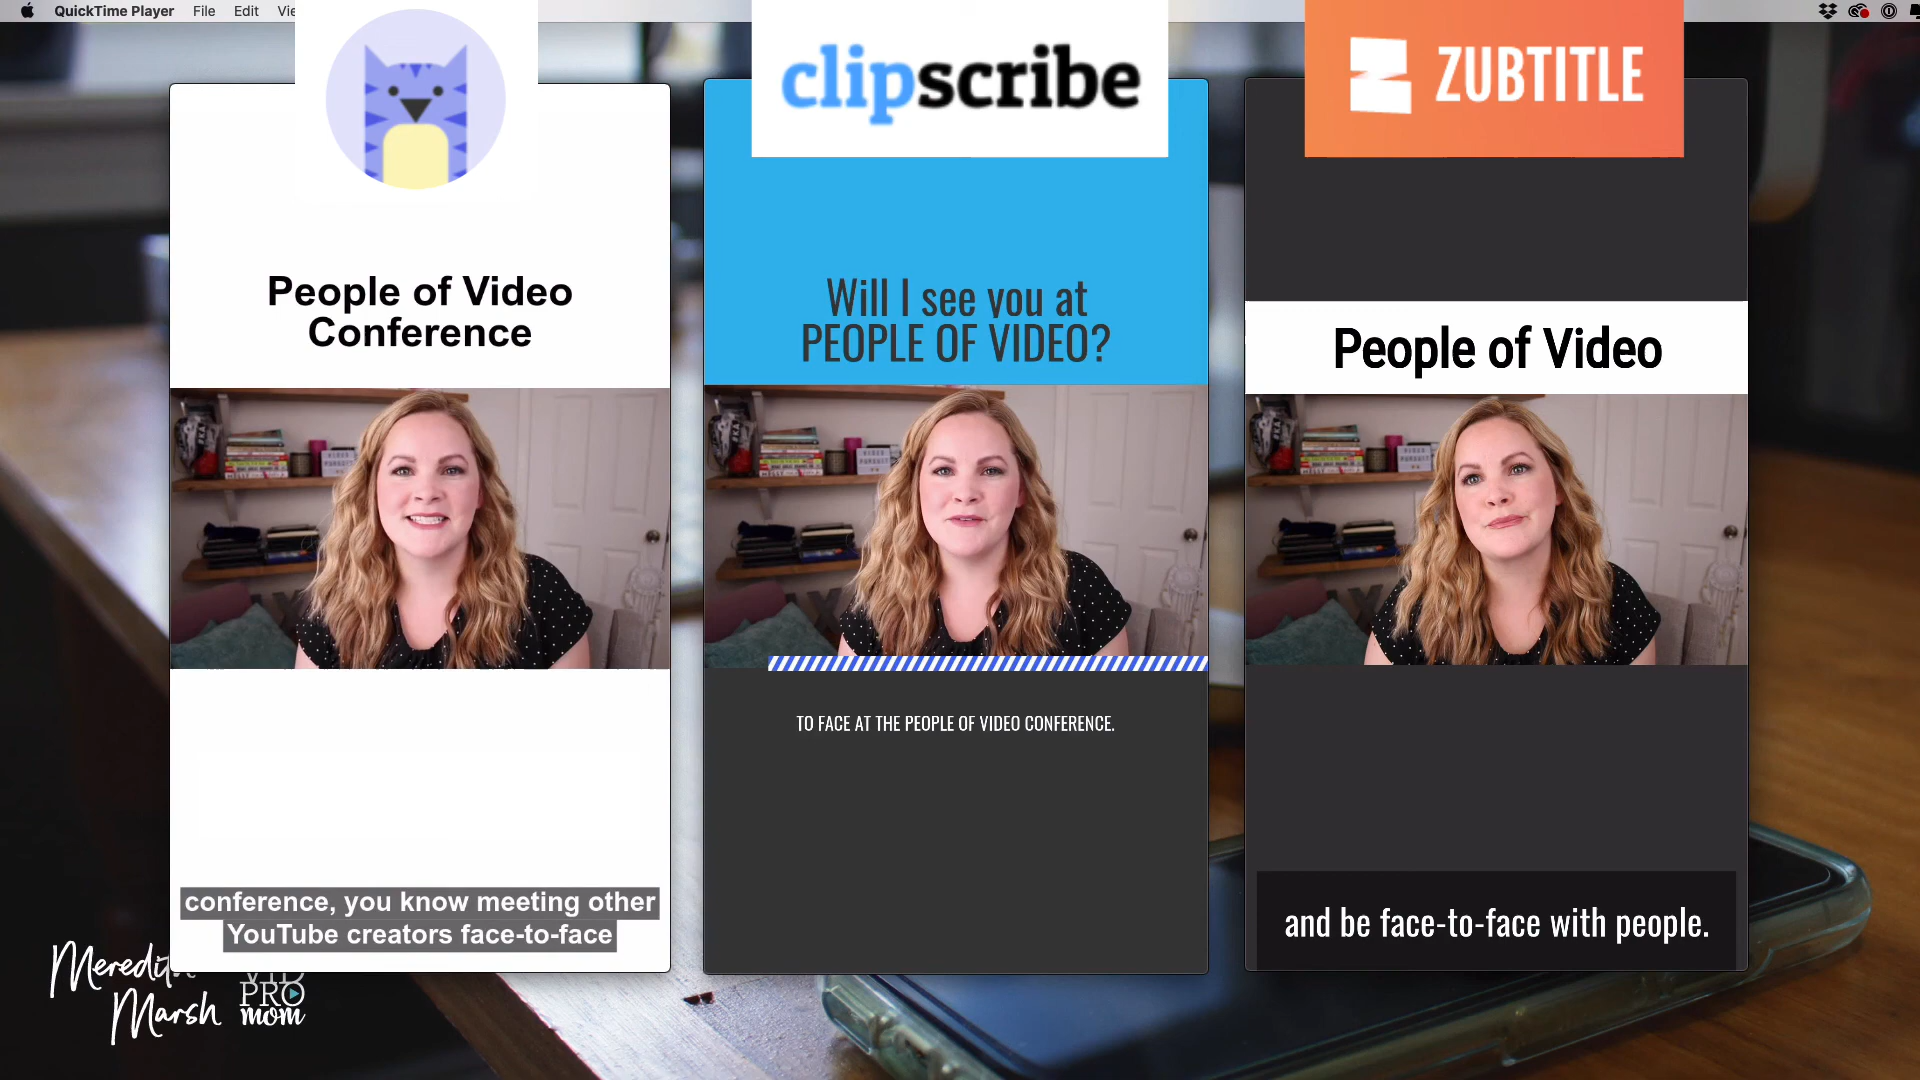 QuickTime Player File Edit
clipscribe
ZUBTITLE
People of Video
Conference
Will I see you at
PEOPLE OF VIDEO?
People of Video
TO FACE AT THE PEOPLE OF VIDEO CONFERENCE.
conference, you know meeting other
YouTube creators face-to-face
and be face-to-face with people.
Meredith
Marsh
VID
PRO
mom